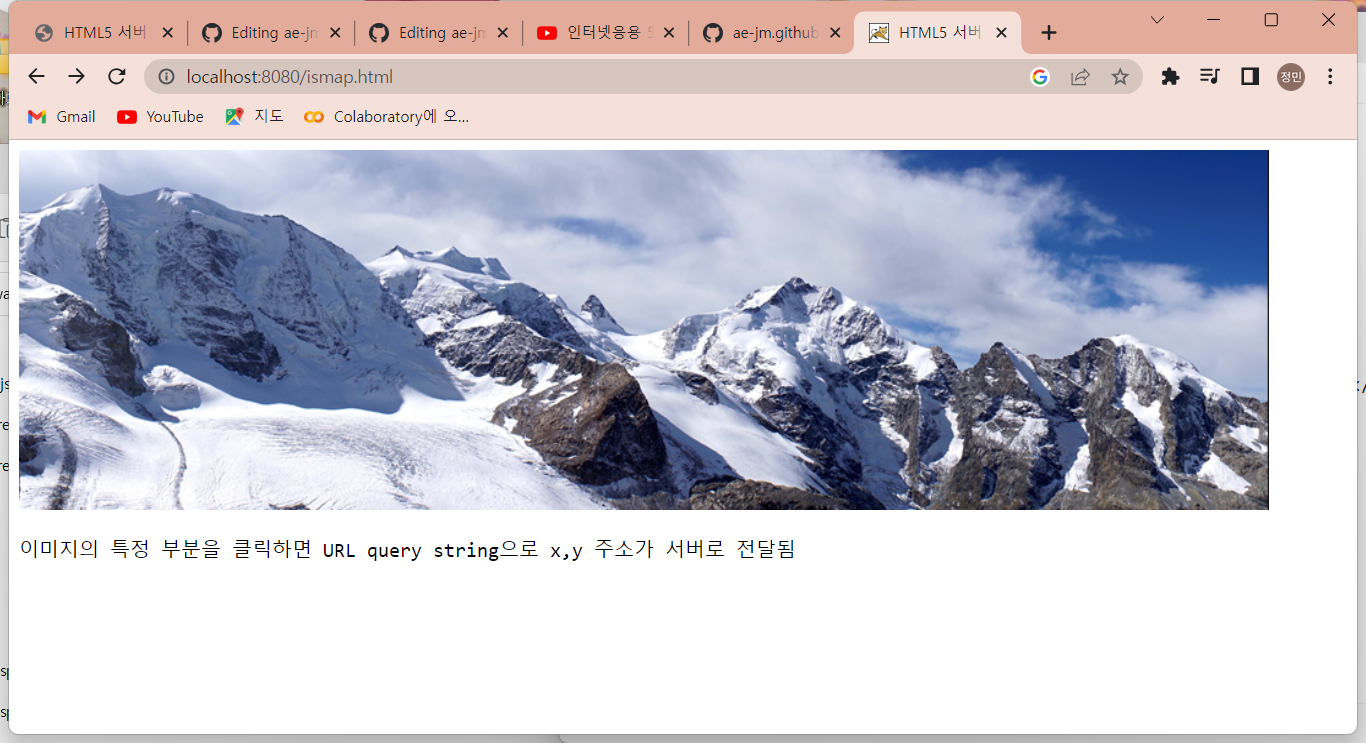 HTML5 서버
Editing ae-jm
Editing ae-jm
인터넷응용 5
ae-jm.github
HTML5 서버
localhost:8080/ismap.html
정민
Gmail
YouTube
지도
Colaboratory에 오...
이미지의 특정 부분을 클릭하면 URL query string으로 x,y 주소가 서버로 전달됨